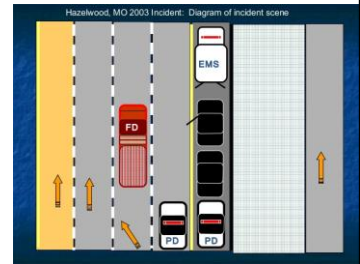 Hazelwood, MO 2003 Incident: Diagram of incident scene
EMS
FD
PD
PD